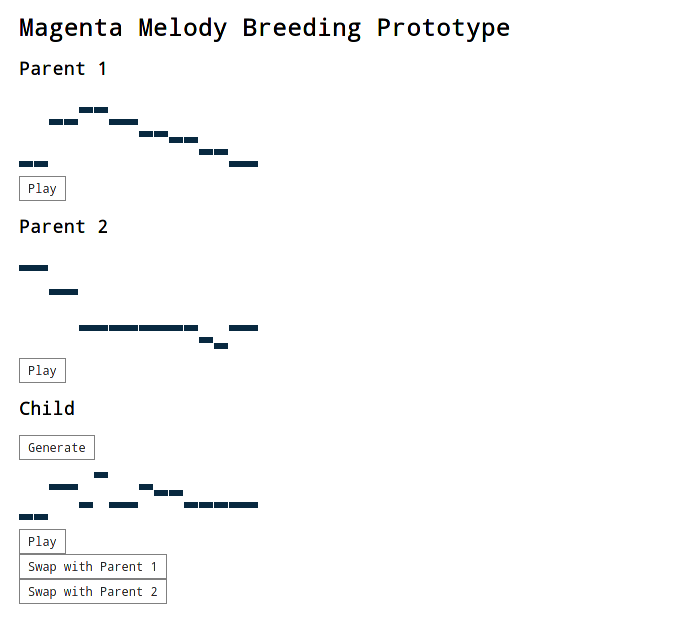 Magenta Melody Breeding Prototype
Parent 1
Play
Parent 2
Play
Child
Generate
Play
Swap with Parent 1
Swap with Parent 2